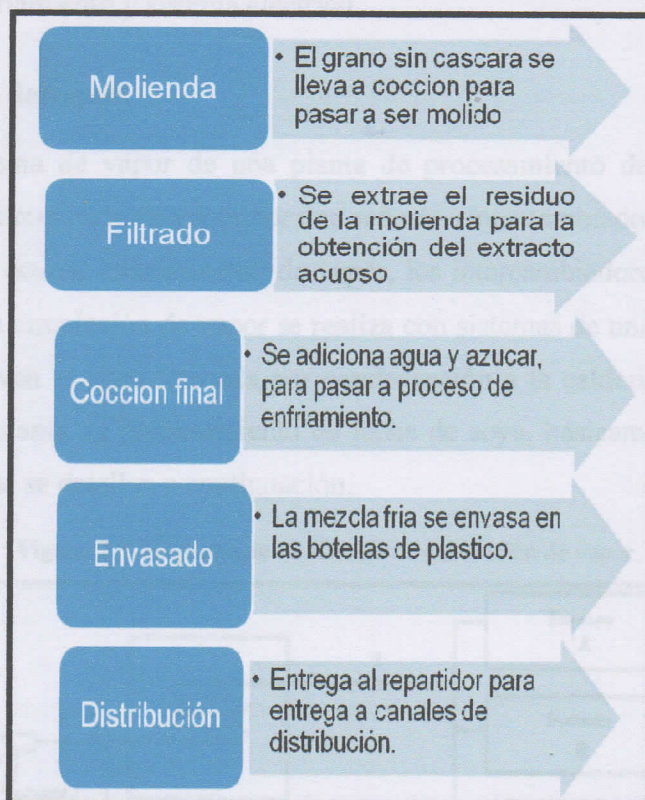 Molienda
• El grano sin cascara se
lleva a coccion para
pasar a ser molido
Filtrado
• Se extrae el residuo
de la molienda para la
obtención del extracto
acuoso
Coccion final
• Se adiciona agua y azucar,
para pasar a proceso de
enfriamiento.
Envasado
• La mezcla fria se envasa en
las botellas de plastico.
Distribución
• Entrega al repartidor para
entrega a canales de
distribución.